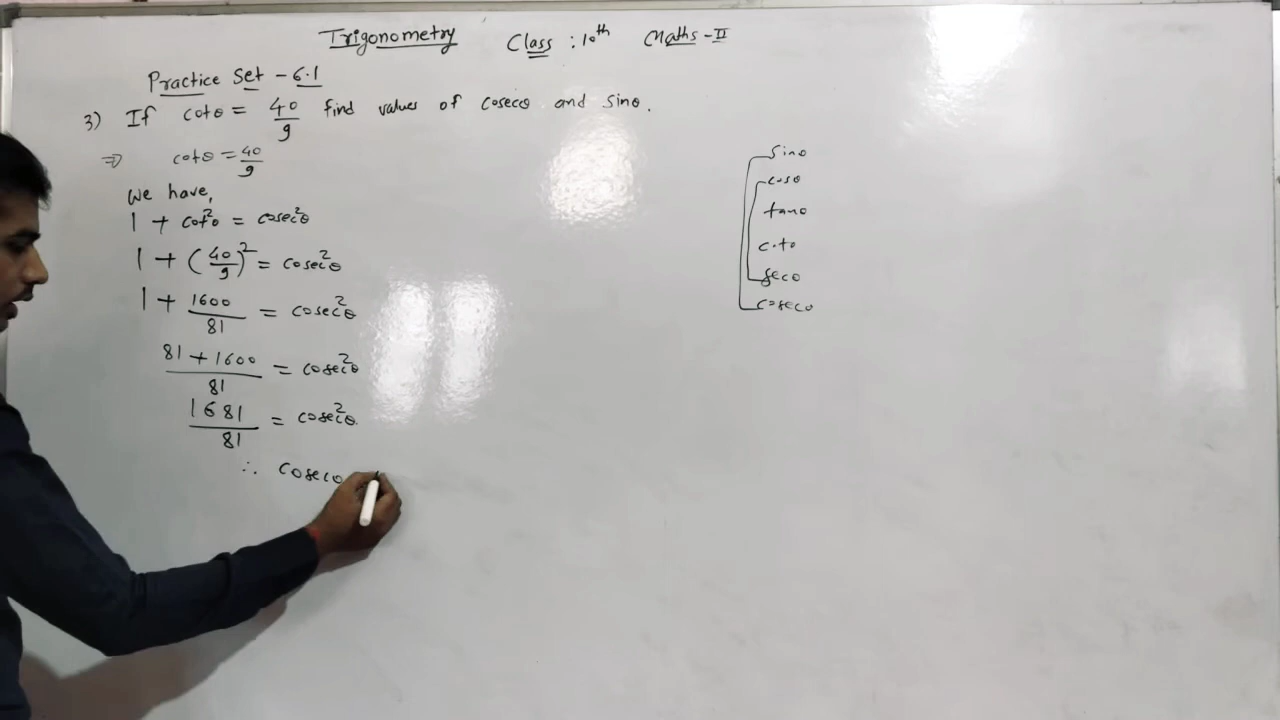 Trigonometry Class : 10th Maths - II
Practice Set - 6.1
3) If cotθ = 40/9 find values of cosecθ and sinθ.
⇒ cotθ = 40/9
We have,
1 + cot²θ = cosec²θ
1 + (40/9)² = cosec²θ
1 + 1600/81 = cosec²θ
81 + 1600/81 = cosec²θ
1681/81 = cosec²θ.
∴ cosecθ
sinθ
cosθ
tanθ
cotθ
secθ
cosecθ